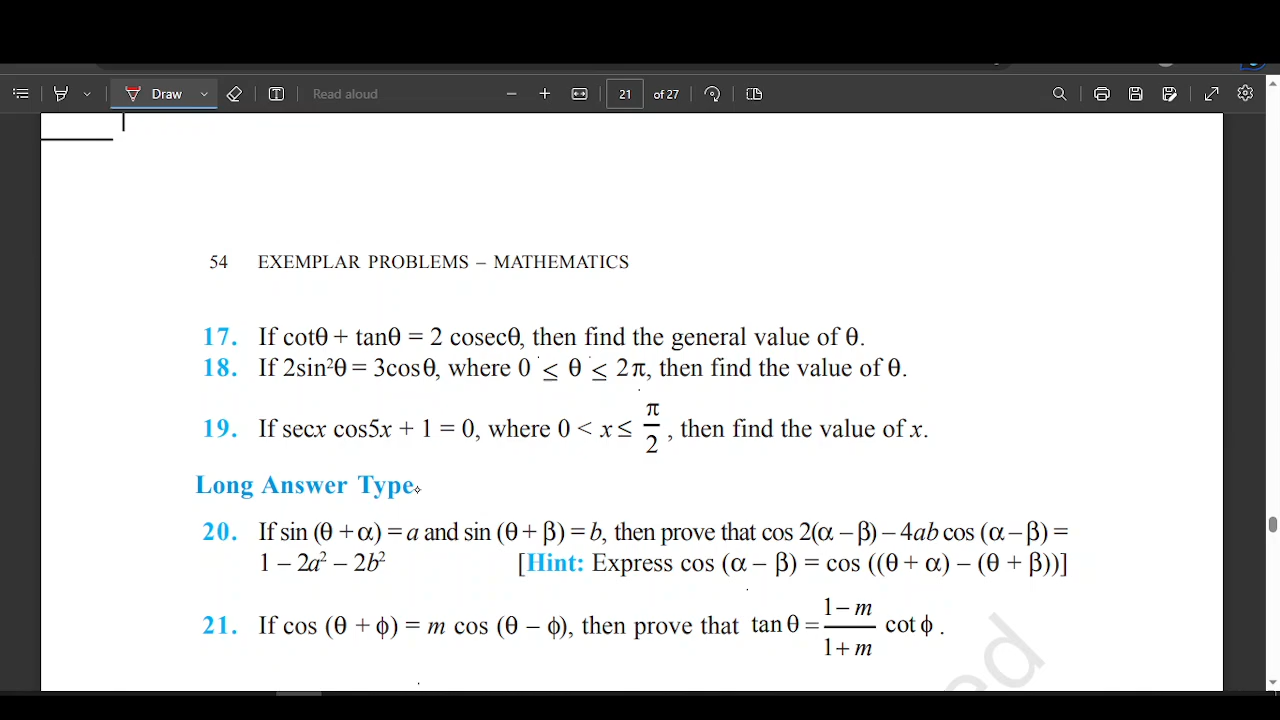 Draw
Read aloud
21 of 27
54 EXEMPLAR PROBLEMS – MATHEMATICS
17. If cotθ + tanθ = 2 cosecθ, then find the general value of θ.
18. If 2sin²θ = 3cosθ, where 0 ≤ θ ≤ 2π, then find the value of θ.
19. If secx cos5x + 1 = 0, where 0 < x ≤ π/2, then find the value of x.
Long Answer Type
20. If sin (θ + α) = a and sin (θ + β) = b, then prove that cos 2(α – β) – 4ab cos (α – β) =
1 – 2a² – 2b² [Hint: Express cos (α – β) = cos ((θ + α) – (θ + β))]
21. If cos (θ + ϕ) = m cos (θ – ϕ), then prove that tan θ = (1 – m)/(1 + m) cot ϕ .